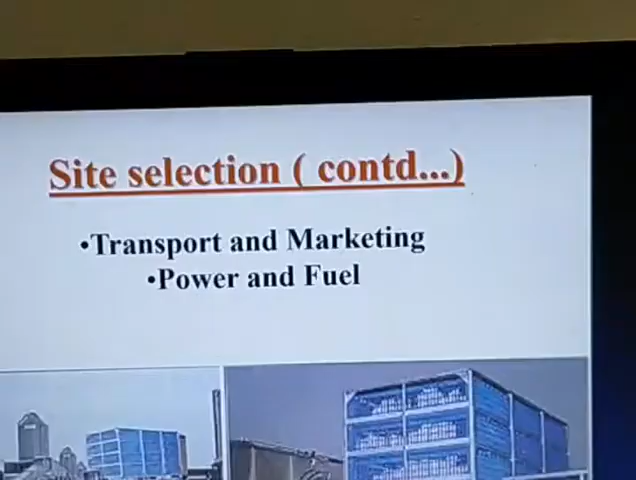 Site selection ( contd...)
•Transport and Marketing
•Power and Fuel